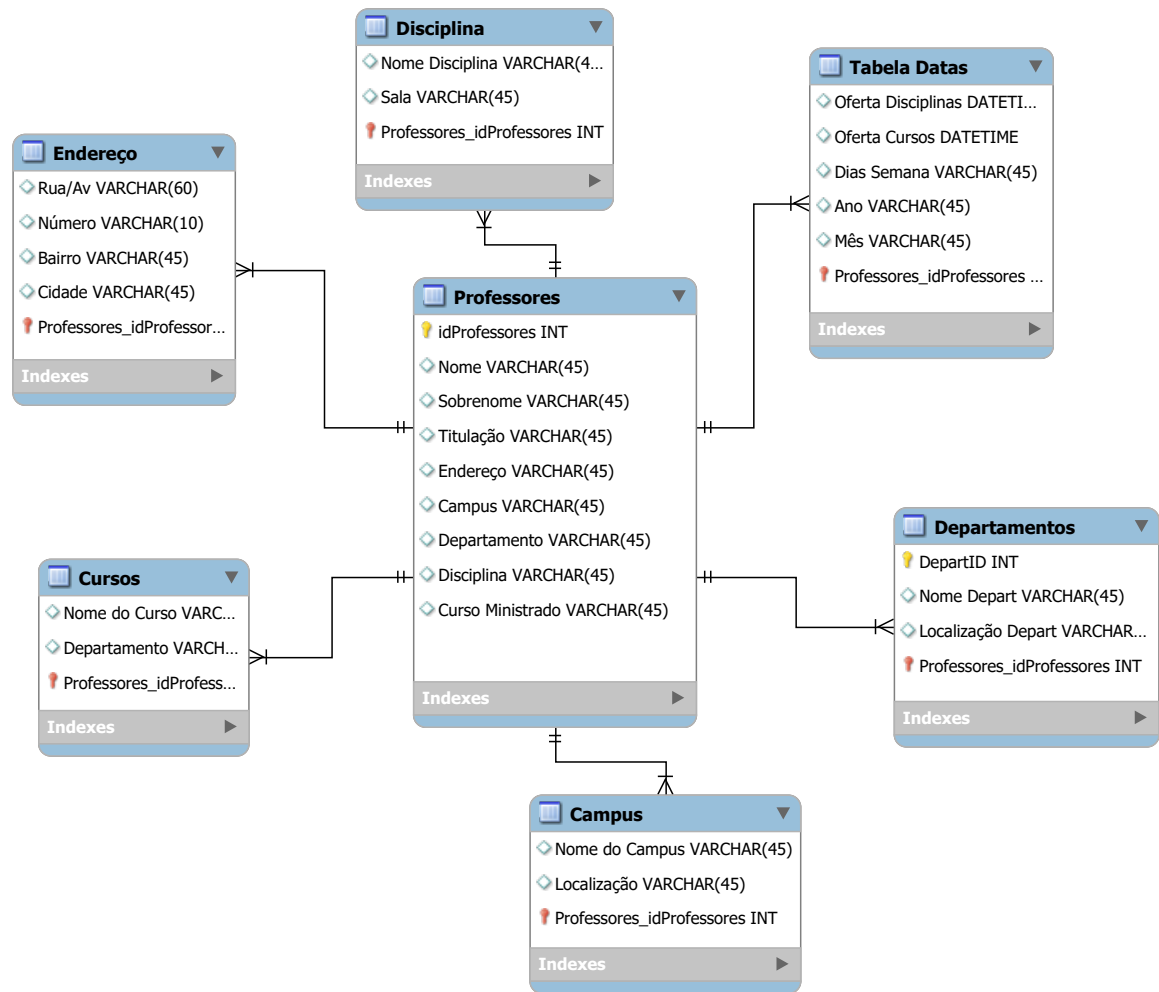 Disciplina
Nome Disciplina VARCHAR(4...
Sala VARCHAR(45)
Professores_idProfessores INT
Indexes
Tabela Datas
Oferta Disciplinas DATETI...
Oferta Cursos DATETIME
Dias Semana VARCHAR(45)
Ano VARCHAR(45)
Mês VARCHAR(45)
Professores_idProfessores ...
Indexes
Endereço
Rua/Av VARCHAR(60)
Número VARCHAR(10)
Bairro VARCHAR(45)
Cidade VARCHAR(45)
Professores_idProfessor...
Indexes
Professores
idProfessores INT
Nome VARCHAR(45)
Sobrenome VARCHAR(45)
Titulação VARCHAR(45)
Endereço VARCHAR(45)
Campus VARCHAR(45)
Departamento VARCHAR(45)
Disciplina VARCHAR(45)
Curso Ministrado VARCHAR(45)
Indexes
Departamentos
DepartID INT
Nome Depart VARCHAR(45)
Localização Depart VARCHAR...
Professores_idProfessores INT
Indexes
Cursos
Nome do Curso VARC...
Departamento VARCH...
Professores_idProfess...
Indexes
Campus
Nome do Campus VARCHAR(45)
Localização VARCHAR(45)
Professores_idProfessores INT
Indexes